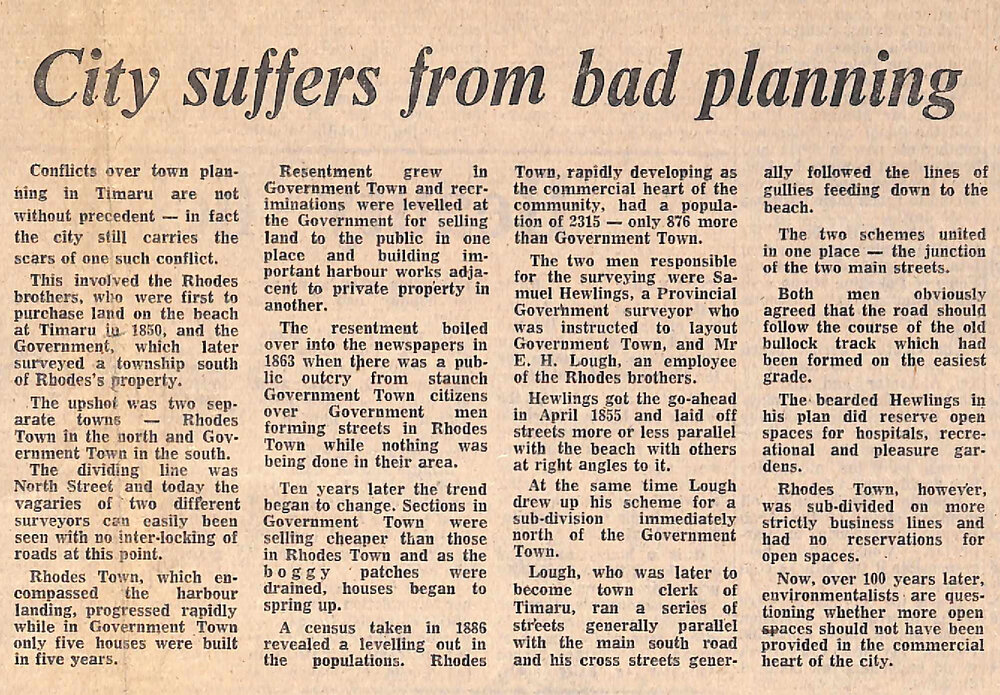 City suffers from bad planning
Conflicts over town plan-
ning in Timaru are not
without precedent — in fact
the city still carries the
scars of one such conflict.
This involved the Rhodes
brothers, who were first to
purchase land on the beach
at Timaru in 1850, and the
Government, which later
surveyed a township south
of Rhodes's property.
The upshot was two sep-
arate towns — Rhodes
Town in the north and Gov-
ernment Town in the south.
The dividing line was
North Street and today the
vagaries of two different
surveyors can easily been
seen with no inter-locking of
roads at this point.
Rhodes Town, which en-
compassed the harbour
landing, progressed rapidly
while in Government Town
only five houses were built
in five years.
Resentment grew in
Government Town and recr-
iminations were levelled at
the Government for selling
land to the public in one
place and building im-
portant harbour works adja-
cent to private property in
another.
The resentment boiled
over into the newspapers in
1863 when there was a pub-
lic outcry from staunch
Government Town citizens
over Government men
forming streets in Rhodes
Town while nothing was
being done in their area.
Ten years later the trend
began to change. Sections in
Government Town were
selling cheaper than those
in Rhodes Town and as the
boggy patches were
drained, houses began to
spring up.
A census taken in 1886
revealed a levelling out in
the populations. Rhodes
Town, rapidly developing as
the commercial heart of the
community, had a popula-
tion of 2315 — only 876 more
than Government Town.
The two men responsible
for the surveying were Sa-
muel Hewlings, a Provincial
Government surveyor who
was instructed to layout
Government Town, and Mr
E. H. Lough, an employee
of the Rhodes brothers.
Hewlings got the go-ahead
in April 1855 and laid off
streets more or less parallel
with the beach with others
at right angles to it.
At the same time Lough
drew up his scheme for a
sub-division immediately
north of the Government
Town.
Lough, who was later to
become town clerk of
Timaru, ran a series of
streets generally parallel
with the main south road
and his cross streets gener-
ally followed the lines of
gullies feeding down to the
beach.
The two schemes united
in one place — the junction
of the two main streets.
Both men obviously
agreed that the road should
follow the course of the old
bullock track which had
been formed on the easiest
grade.
The bearded Hewlings in
his plan did reserve open
spaces for hospitals, recre-
ational and pleasure gar-
dens.
Rhodes Town, however,
was sub-divided on more
strictly business lines and
had no reservations for
open spaces.
Now, over 100 years later,
environmentalists are ques-
tioning whether more open
spaces should not have been
provided in the commercial
heart of the city.